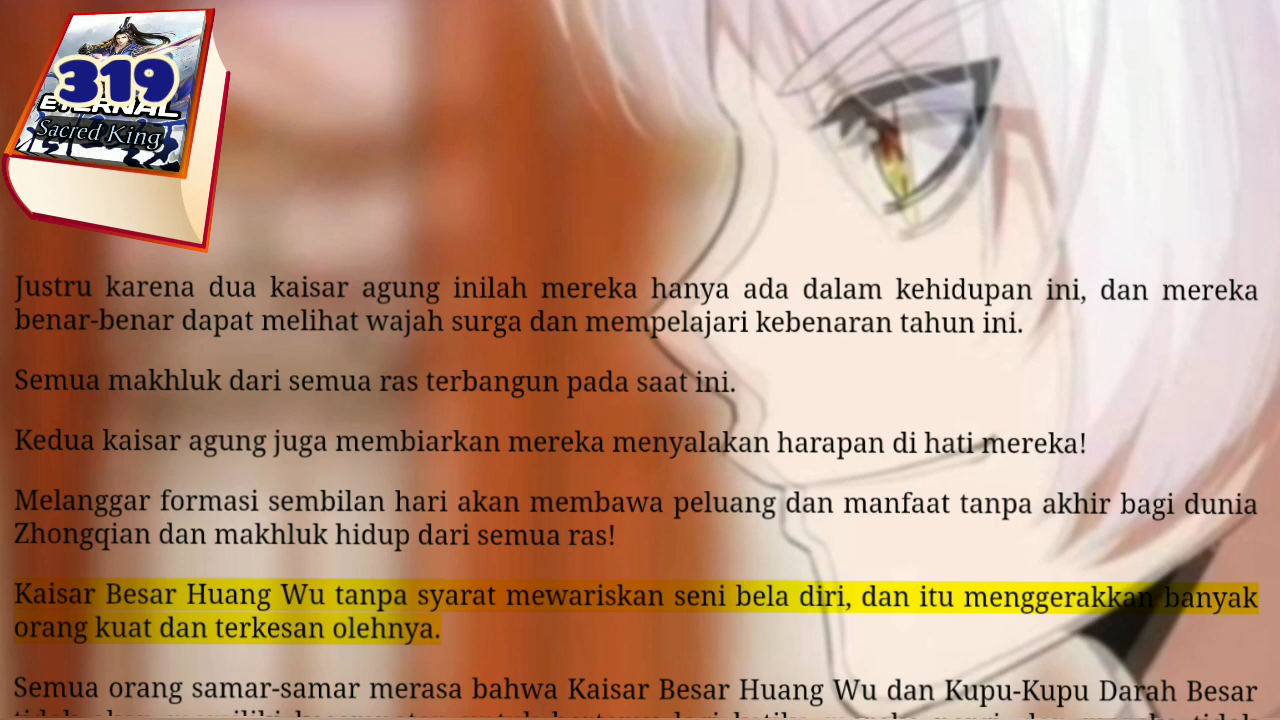 319
ETERNAL
Sacred King
Justru karena dua kaisar agung inilah mereka hanya ada dalam kehidupan ini, dan mereka
benar-benar dapat melihat wajah surga dan mempelajari kebenaran tahun ini.
Semua makhluk dari semua ras terbangun pada saat ini.
Kedua kaisar agung juga membiarkan mereka menyalakan harapan di hati mereka!
Melanggar formasi sembilan hari akan membawa peluang dan manfaat tanpa akhir bagi dunia
Zhongqian dan makhluk hidup dari semua ras!
Kaisar Besar Huang Wu tanpa syarat mewariskan seni bela diri, dan itu menggerakkan banyak
orang kuat dan terkesan olehnya.
Semua orang samar-samar merasa bahwa Kaisar Besar Huang Wu dan Kupu-Kupu Darah Besar